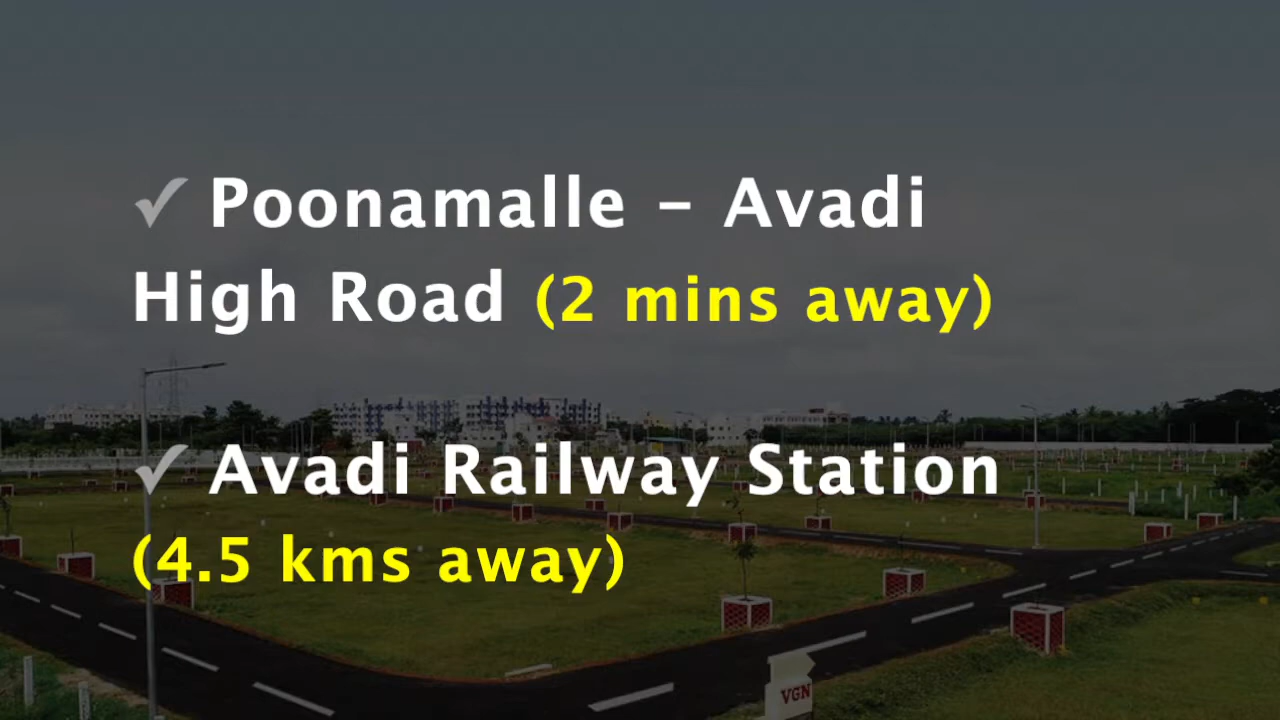 ✓ Poonamalle – Avadi
High Road (2 mins away)
✓ Avadi Railway Station
(4.5 kms away)
VGN